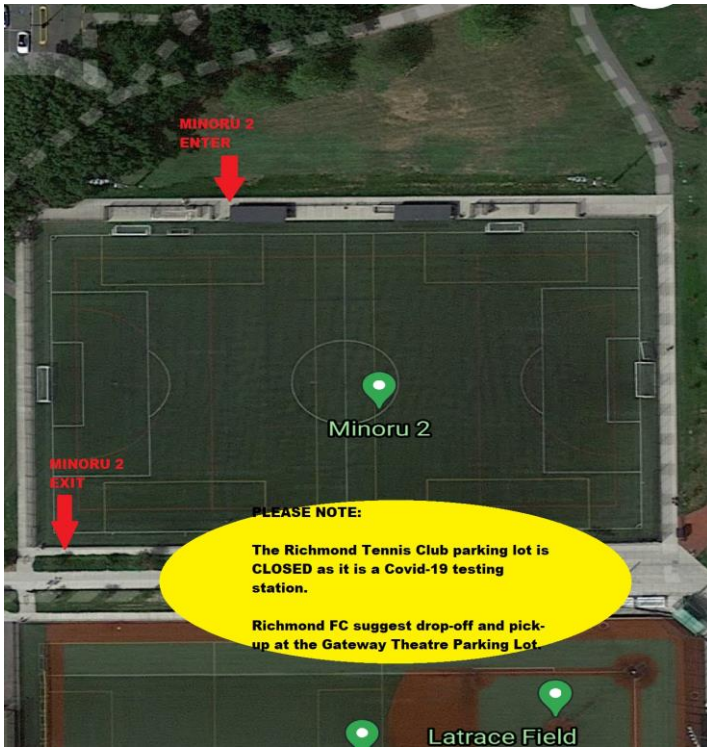 MINORU 2
ENTER
Minoru 2
MINORU 2
EXIT
PLEASE NOTE:
The Richmond Tennis Club parking lot is
CLOSED as it is a Covid-19 testing
station.
Richmond FC suggest drop-off and pick-
up at the Gateway Theatre Parking Lot.
Latrace Field